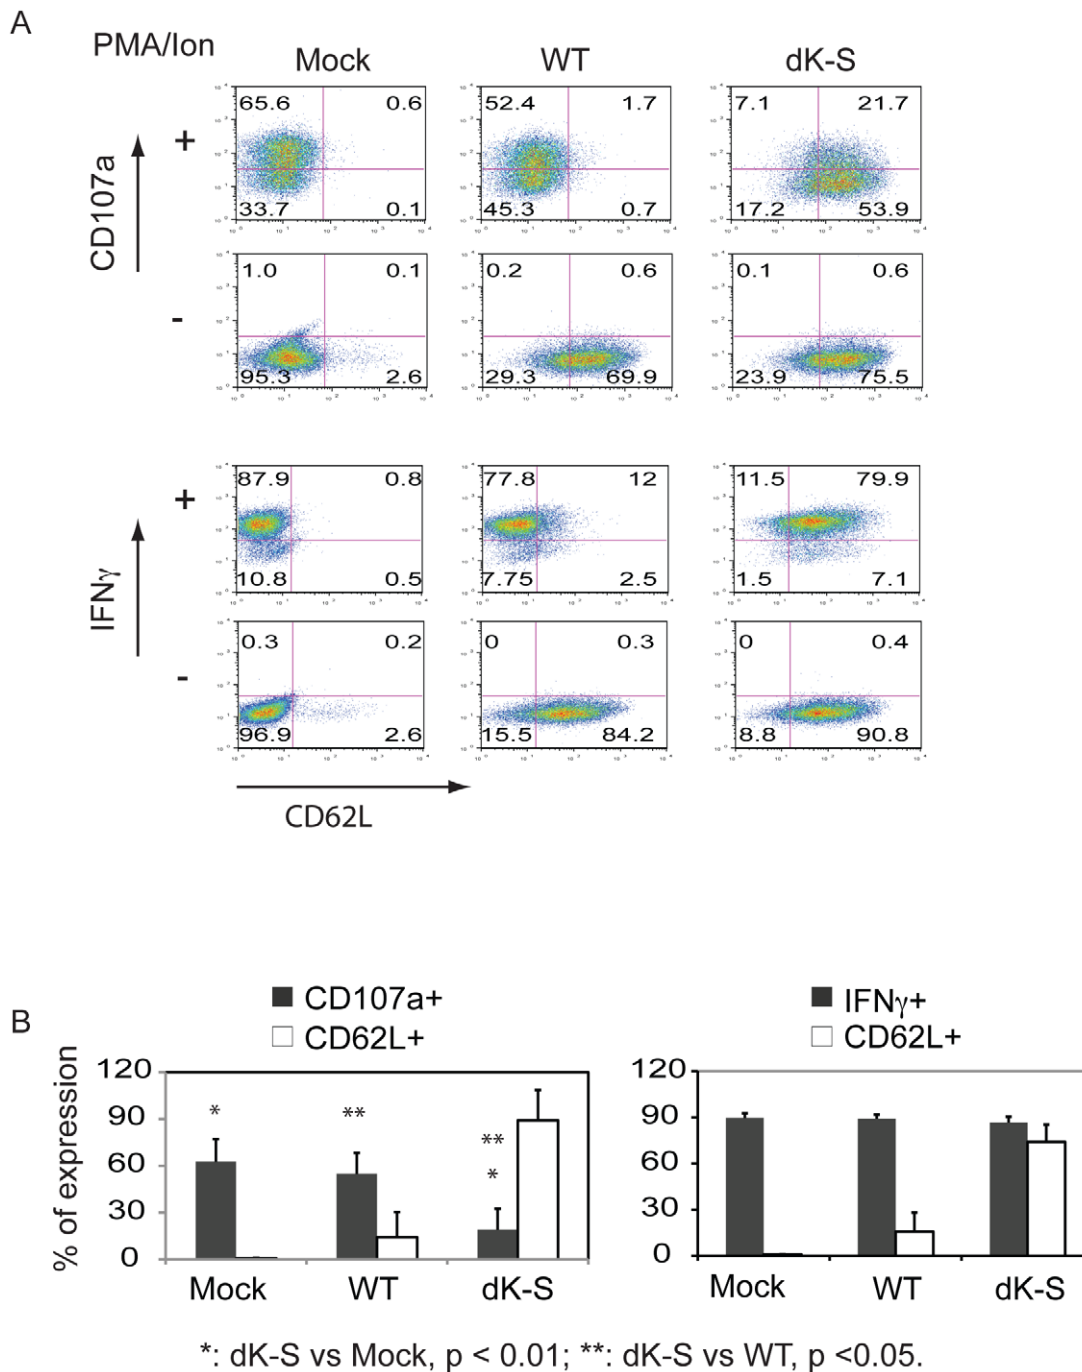 A
PMA/Ion
Mock WT dK-S
CD107a
+
65.6 0.6
33.7 0.1
52.4 1.7
45.3 0.7
7.1 21.7
17.2 53.9
-
1.0 0.1
95.3 2.6
0.2 0.6
29.3 69.9
0.1 0.6
23.9 75.5
IFNγ
+
87.9 0.8
10.8 0.5
77.8 12
7.75 2.5
11.5 79.9
1.5 7.1
-
0.3 0.2
96.9 2.6
0 0.3
15.5 84.2
0 0.4
8.8 90.8
CD62L
B
CD107a+
CD62L+
% of expression
120
90
60
30
0
* ** ** *
Mock WT dK-S
IFNγ+
CD62L+
120
90
60
30
0
Mock WT dK-S
*: dK-S vs Mock, p < 0.01; **: dK-S vs WT, p <0.05.